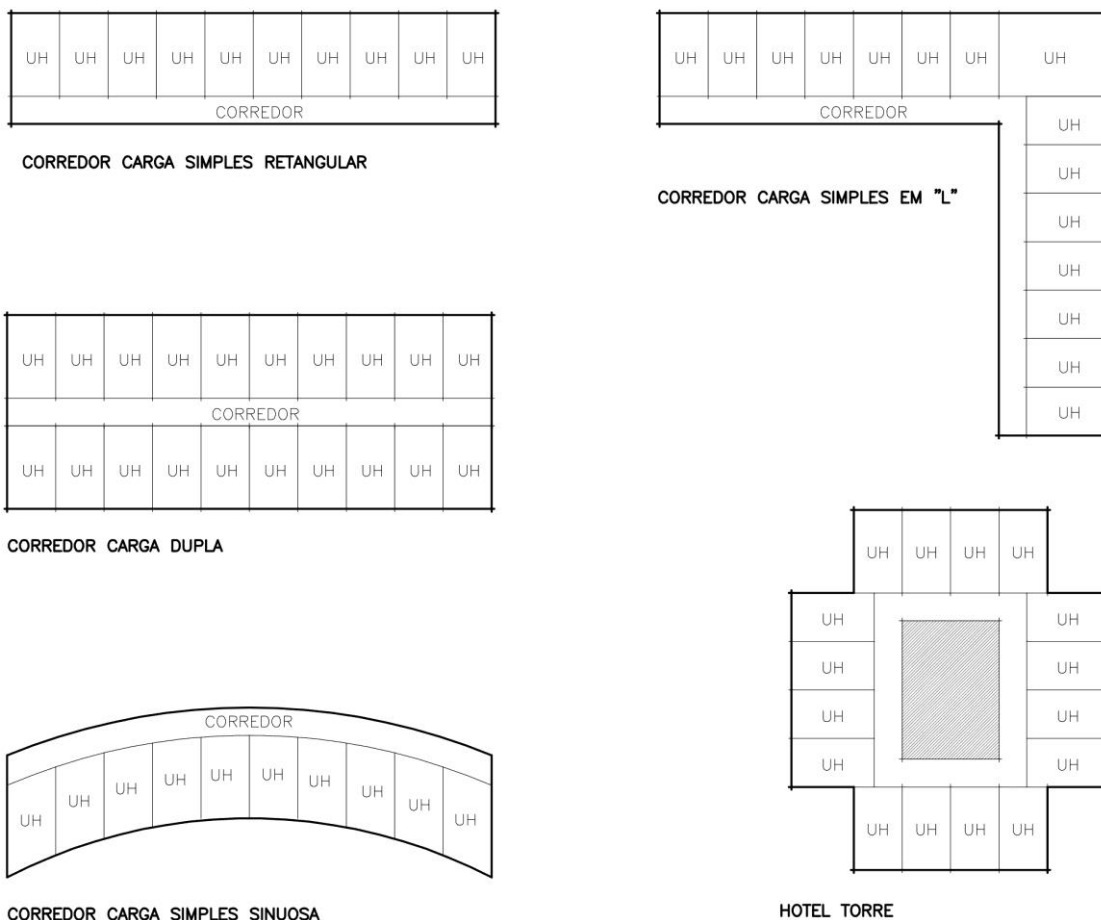 UH UH UH UH UH UH UH UH UH UH
CORREDOR
CORREDOR CARGA SIMPLES RETANGULAR
UH UH UH UH UH UH UH UH
CORREDOR
UH
UH
UH
UH
UH
UH
UH
CORREDOR CARGA SIMPLES EM "L"
UH UH UH UH UH UH UH UH UH UH
CORREDOR
UH UH UH UH UH UH UH UH UH UH
CORREDOR CARGA DUPLA
CORREDOR
UH UH UH UH UH UH UH UH UH UH
CORREDOR CARGA SIMPLES SINUOSA
UH UH UH UH
UH UH
UH UH
UH UH
UH UH
UH UH UH UH
HOTEL TORRE